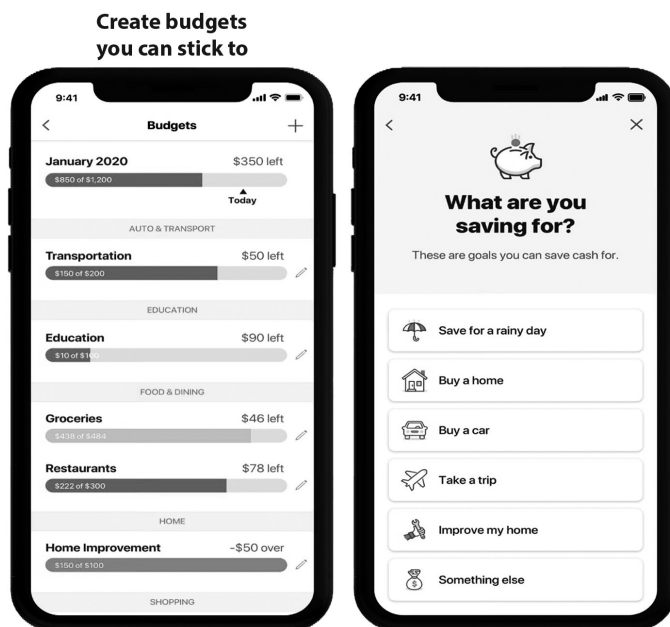 Create budgets
you can stick to
9:41
Budgets
January 2020
$350 left
$850 of $1,200
Today
AUTO & TRANSPORT
Transportation
$50 left
$150 of $200
EDUCATION
Education
$90 left
$10 of $100
FOOD & DINING
Groceries
$46 left
$438 of $484
Restaurants
$78 left
$222 of $300
HOME
Home Improvement
-$50 over
$150 of $100
SHOPPING
9:41
What are you
saving for?
These are goals you can save cash for.
Save for a rainy day
Buy a home
Buy a car
Take a trip
Improve my home
Something else